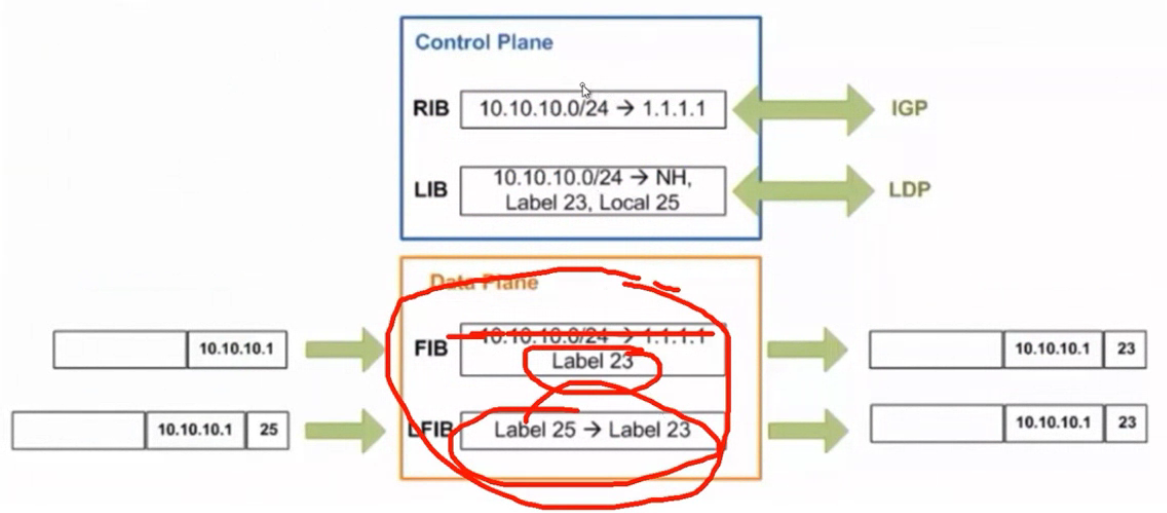 Control Plane
RIB 10.10.10.0/24 → 1.1.1.1 IGP
LIB 10.10.10.0/24 → NH,
Label 23, Local 25 LDP
Data Plane
10.10.10.1 FIB 10.10.10.0/24 → 1.1.1.1
Label 23 10.10.10.1 23
10.10.10.1 25 LFIB Label 25 → Label 23 10.10.10.1 23